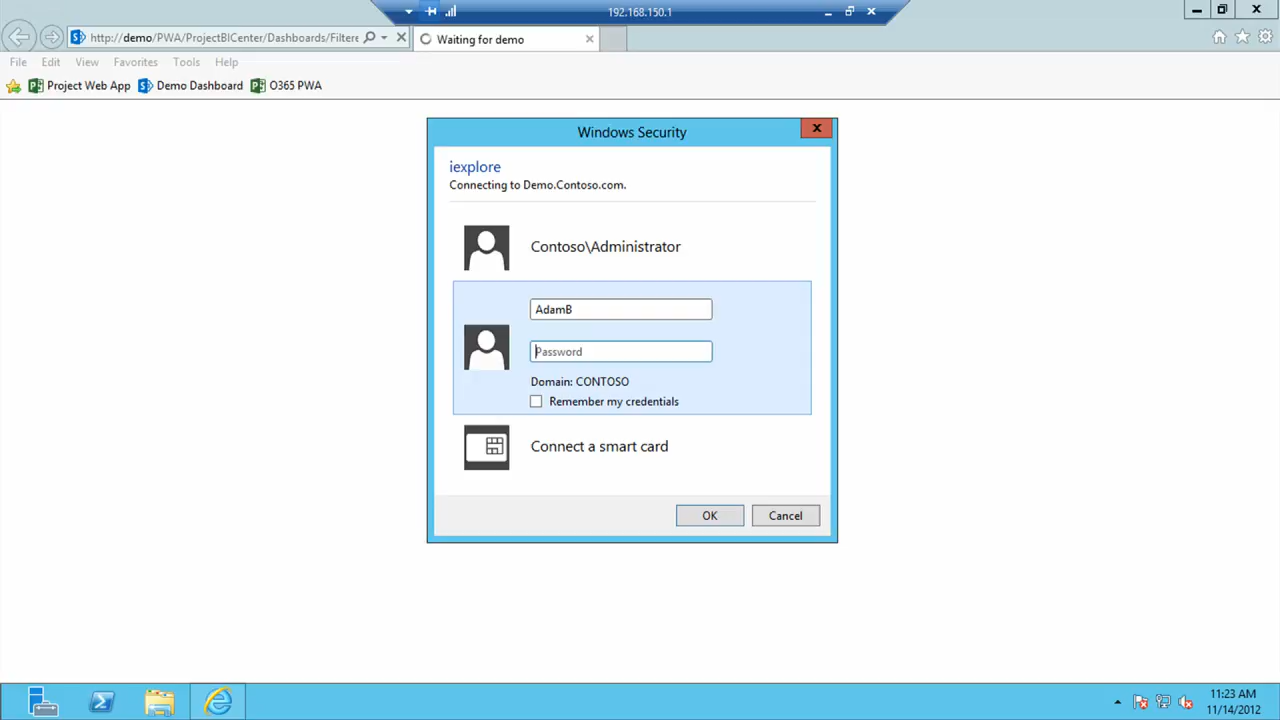 192.168.150.1
http://demo/PWA/ProjectBICenter/Dashboards/Filtere
Waiting for demo
File Edit View Favorites Tools Help
Project Web App Demo Dashboard O365 PWA
Windows Security
iexplore
Connecting to Demo.Contoso.com.
Contoso\Administrator
AdamB
Password
Domain: CONTOSO
Remember my credentials
Connect a smart card
OK Cancel
11:23 AM
11/14/2012